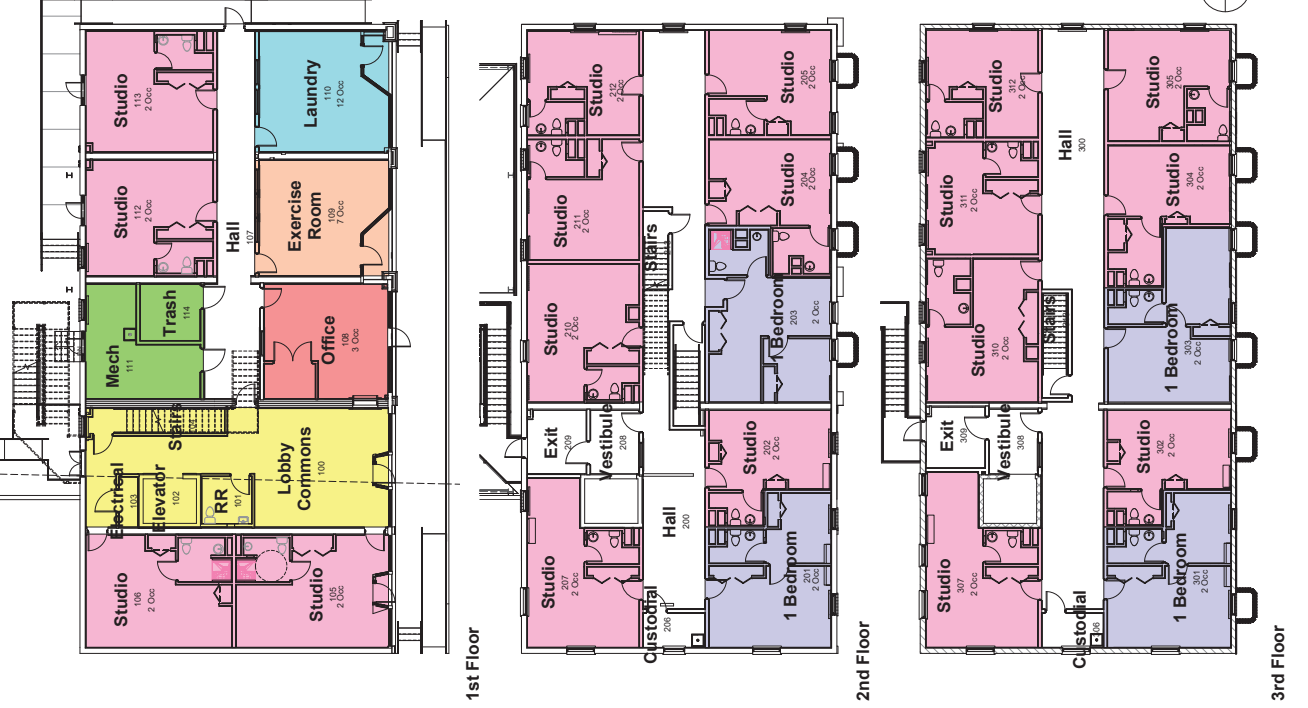 Studio
113
2 Occ
Laundry
110
12 Occ
Studio
112
2 Occ
Hall
107
Exercise
Room
109
7 Occ
Mech
111
Trash
114
Office
108
3 Occ
Stairs
Electrical
103
Elevator
102
RR
101
Lobby
Commons
100
Studio
106
2 Occ
Studio
105
2 Occ
1st Floor
Studio
212
2 Occ
Studio
205
2 Occ
Studio
211
2 Occ
Studio
204
2 Occ
Stairs
Studio
210
2 Occ
1 Bedroom
203
2 Occ
Exit
209
Vestibule
208
Studio
202
2 Occ
Studio
207
2 Occ
Hall
200
1 Bedroom
201
2 Occ
Custodial
206
2nd Floor
Studio
312
2 Occ
Hall
300
Studio
305
2 Occ
Studio
311
2 Occ
Studio
304
2 Occ
Studio
310
2 Occ
Stairs
1 Bedroom
303
2 Occ
Exit
309
Vestibule
308
Studio
302
2 Occ
Studio
307
2 Occ
1 Bedroom
301
2 Occ
Custodial
06
3rd Floor